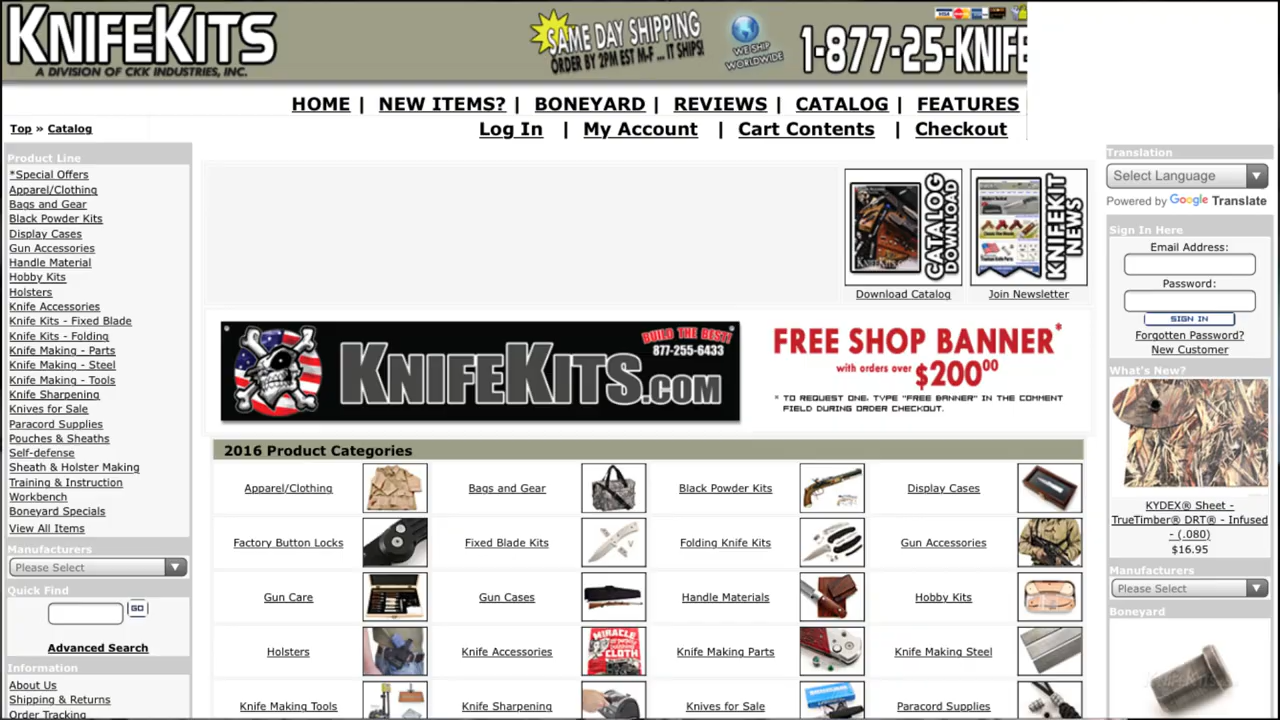 KNIFEKITS
A DIVISION OF CKK INDUSTRIES, INC.
SAME DAY SHIPPING
ORDER BY 2PM EST M-F ... IT SHIPS!
WE SHIP
WORLDWIDE
1-877-25-KNIFE
HOME | NEW ITEMS? | BONEYARD | REVIEWS | CATALOG | FEATURES
Log In | My Account | Cart Contents | Checkout
Top » Catalog
Product Line
*Special Offers
Apparel/Clothing
Bags and Gear
Black Powder Kits
Display Cases
Gun Accessories
Handle Material
Hobby Kits
Holsters
Knife Accessories
Knife Kits - Fixed Blade
Knife Kits - Folding
Knife Making - Parts
Knife Making - Steel
Knife Making - Tools
Knife Sharpening
Knives for Sale
Paracord Supplies
Pouches & Sheaths
Self-defense
Sheath & Holster Making
Training & Instruction
Workbench
Boneyard Specials
View All Items
Manufacturers
Please Select
Quick Find
GO
Advanced Search
Information
About Us
Shipping & Returns
Order Tracking
CATALOG
DOWNLOAD
Download Catalog
KNIFEKIT
NEWS
Join Newsletter
BUILD THE BEST!
877-255-6433
KNIFEKITS.COM
FREE SHOP BANNER*
with orders over $200.00
* TO REQUEST ONE, TYPE "FREE BANNER" IN THE COMMENT
FIELD DURING ORDER CHECKOUT.
2016 Product Categories
Apparel/Clothing
Bags and Gear
Black Powder Kits
Display Cases
Factory Button Locks
Fixed Blade Kits
Folding Knife Kits
Gun Accessories
Gun Care
Gun Cases
Handle Materials
Hobby Kits
Holsters
Knife Accessories
MIRACLE
CLOTH
Knife Making Parts
Knife Making Steel
Knife Making Tools
Knife Sharpening
Knives for Sale
Paracord Supplies
Translation
Select Language
Powered by Google Translate
Sign In Here
Email Address:
Password:
SIGN IN
Forgotten Password?
New Customer
What's New?
KYDEX® Sheet -
TrueTimber® DRT® - Infused
- (.080)
$16.95
Manufacturers
Please Select
Boneyard